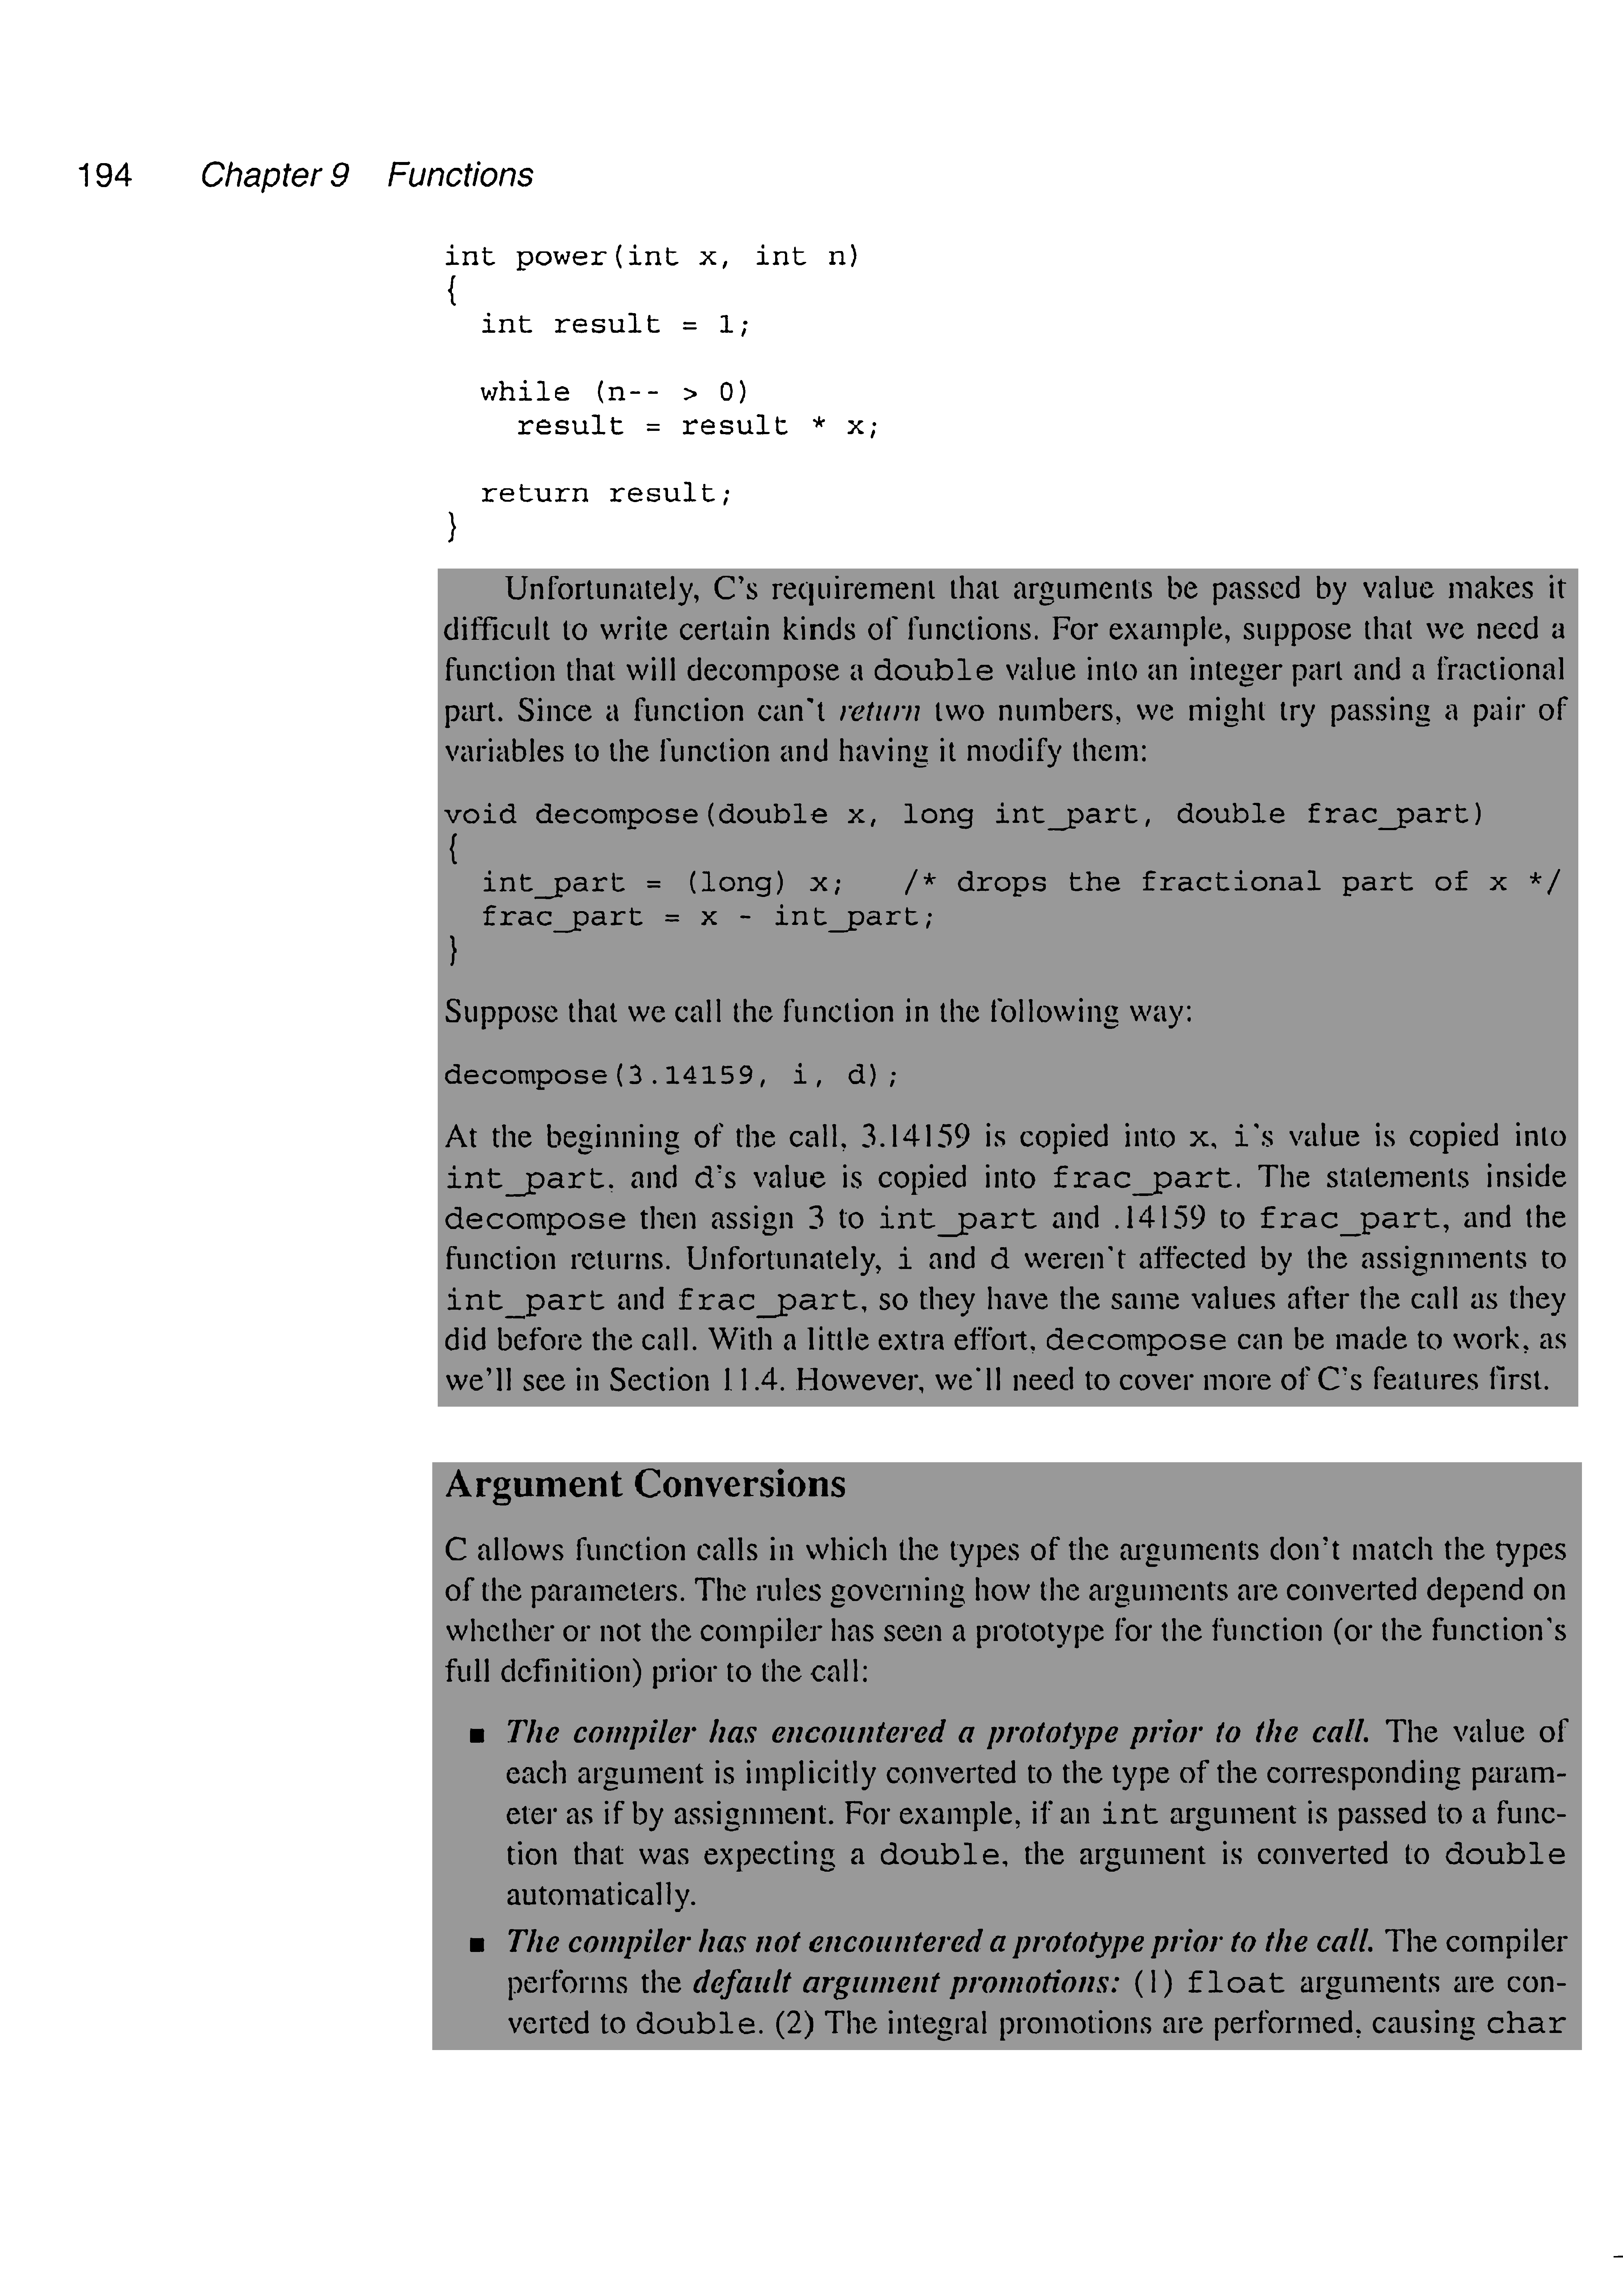 194 Chapter 9 Functions
int power(int x, int n)
{
int result = 1;
while (n-- > 0)
result = result * x;
return result;
}
Unfortunately, C's requirement that arguments be passed by value makes it
difficult to write certain kinds of functions. For example, suppose that we need a
function that will decompose a double value into an integer part and a fractional
part. Since a function can't return two numbers, we might try passing a pair of
variables to the function and having it modify them:
void decompose(double x, long int_part, double frac_part)
{
int_part = (long) x; /* drops the fractional part of x */
frac_part = x - int_part;
}
Suppose that we call the function in the following way:
decompose(3.14159, i, d);
At the beginning of the call, 3.14159 is copied into x, i's value is copied into
int_part, and d's value is copied into frac_part. The statements inside
decompose then assign 3 to int_part and .14159 to frac_part, and the
function returns. Unfortunately, i and d weren't affected by the assignments to
int_part and frac_part, so they have the same values after the call as they
did before the call. With a little extra effort, decompose can be made to work, as
we'll see in Section 11.4. However, we'll need to cover more of C's features first.
Argument Conversions
C allows function calls in which the types of the arguments don't match the types
of the parameters. The rules governing how the arguments are converted depend on
whether or not the compiler has seen a prototype for the function (or the function's
full definition) prior to the call:
■ The compiler has encountered a prototype prior to the call. The value of
each argument is implicitly converted to the type of the corresponding param-
eter as if by assignment. For example, if an int argument is passed to a func-
tion that was expecting a double, the argument is converted to double
automatically.
■ The compiler has not encountered a prototype prior to the call. The compiler
performs the default argument promotions: (1) float arguments are con-
verted to double. (2) The integral promotions are performed, causing char